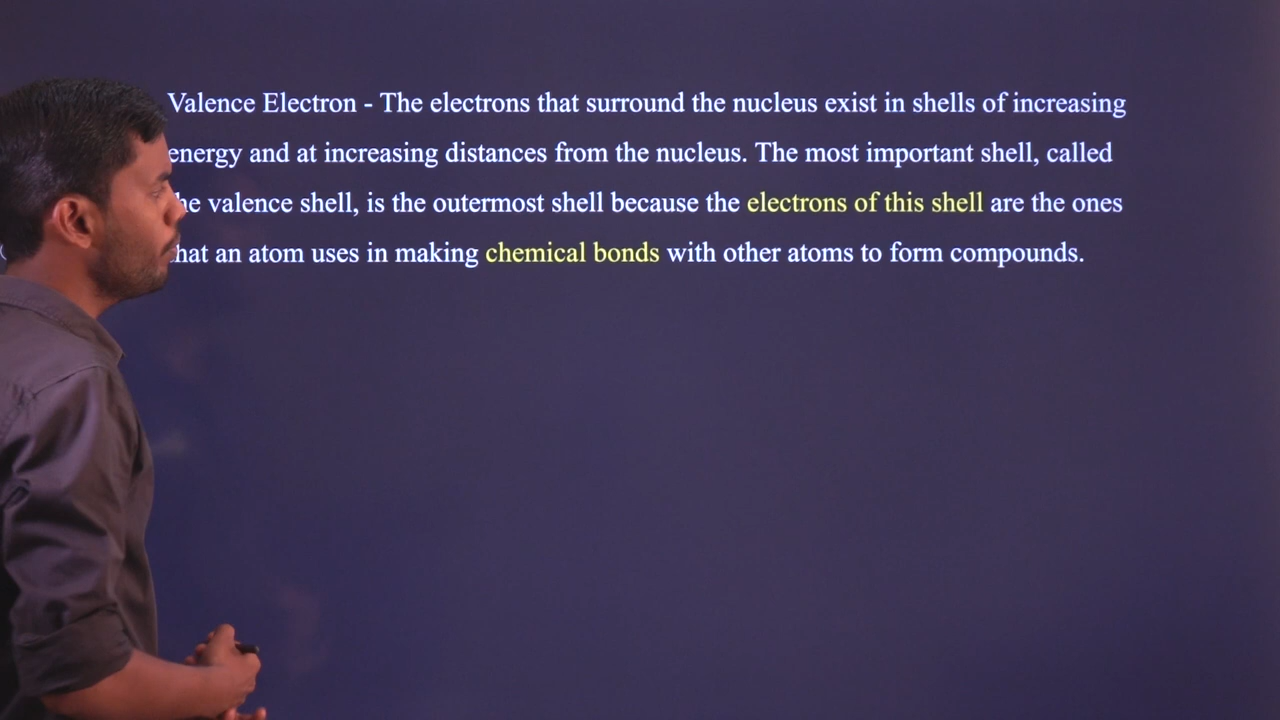 Valence Electron - The electrons that surround the nucleus exist in shells of increasing
energy and at increasing distances from the nucleus. The most important shell, called
he valence shell, is the outermost shell because the electrons of this shell are the ones
hat an atom uses in making chemical bonds with other atoms to form compounds.